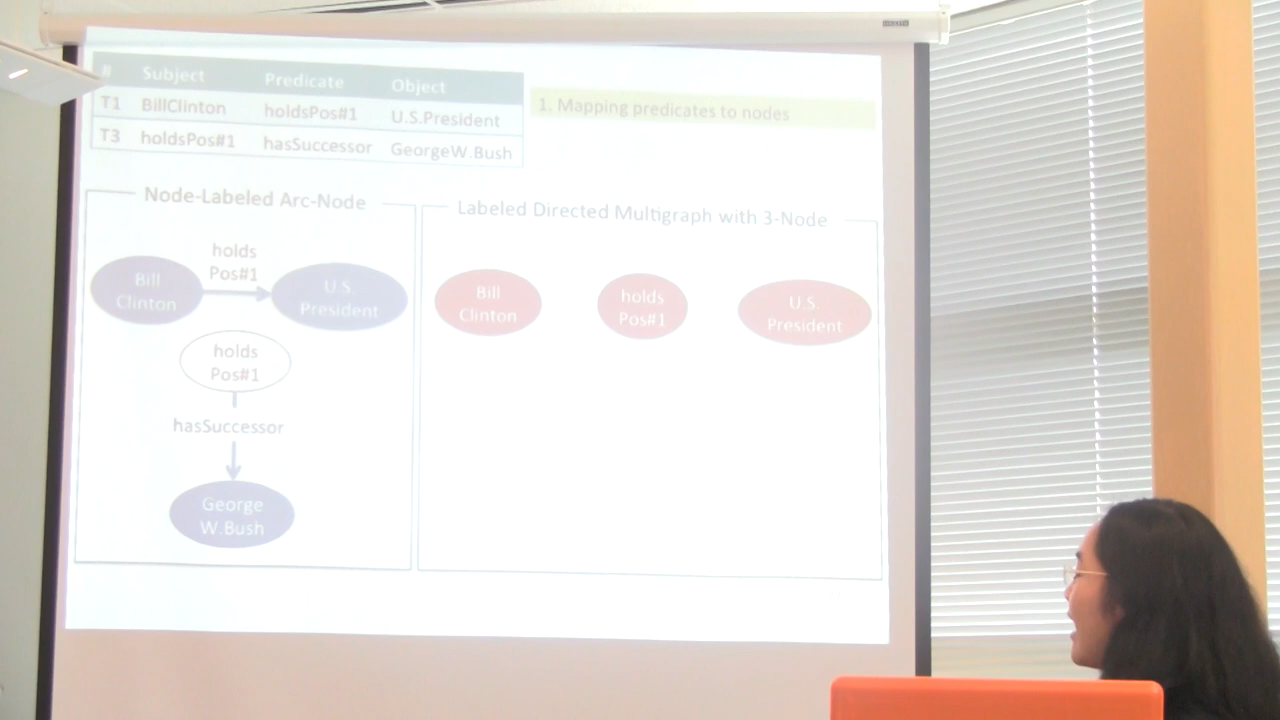 # Subject Predicate Object
T1 BillClinton holdsPos#1 U.S.President
T3 holdsPos#1 hasSuccessor GeorgeW.Bush
1. Mapping predicates to nodes
Node-Labeled Arc-Node
holds
Pos#1
Bill
Clinton
U.S.
President
holds
Pos#1
hasSuccessor
George
W.Bush
Labeled Directed Multigraph with 3-Node
Bill
Clinton
holds
Pos#1
U.S.
President